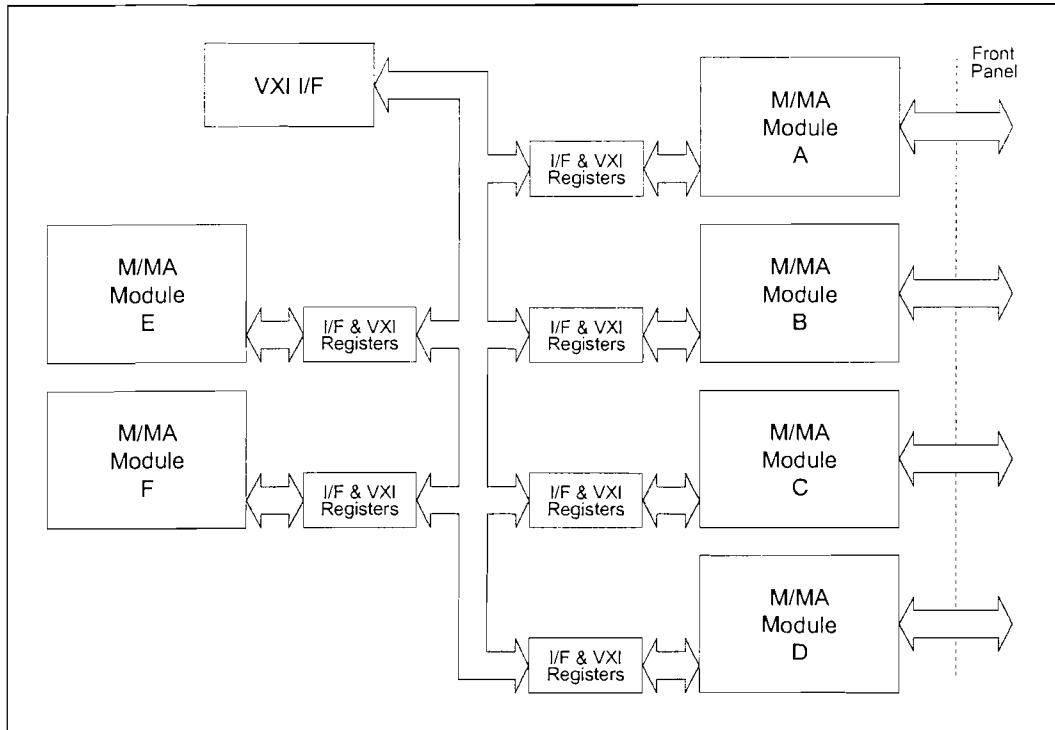 VXI I/F
Front
Panel
M/MA
Module
A
I/F & VXI
Registers
M/MA
Module
E
I/F & VXI
Registers
I/F & VXI
Registers
M/MA
Module
B
M/MA
Module
F
I/F & VXI
Registers
I/F & VXI
Registers
M/MA
Module
C
I/F & VXI
Registers
M/MA
Module
D